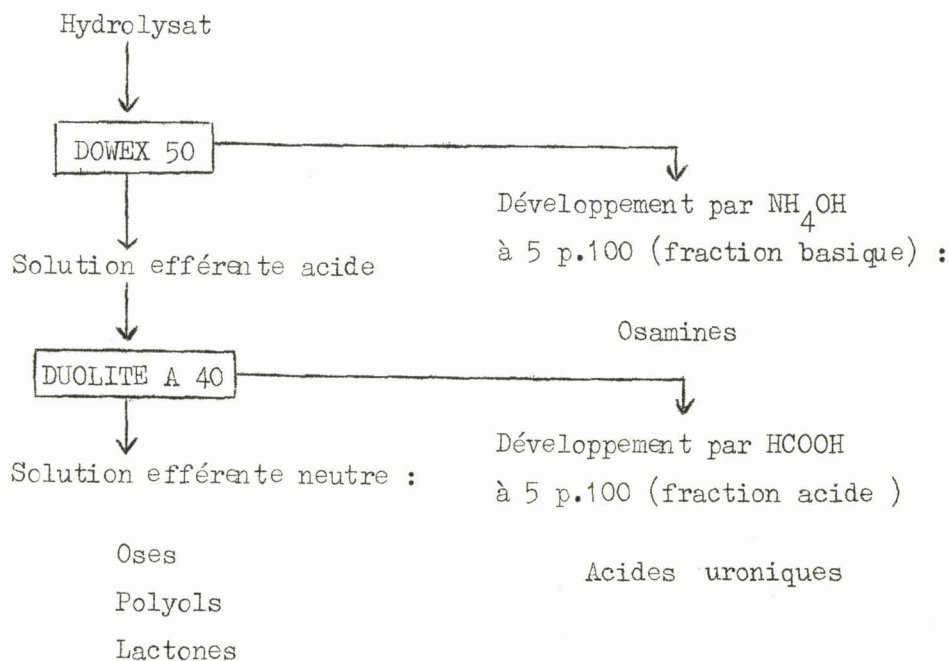 Hydrolysat
DOWEX 50
Développement par NH4OH
à 5 p.100 (fraction basique) :
Solution efférente acide
Osamines
DUOLITE A 40
Développement par HCOOH
à 5 p.100 (fraction acide )
Solution efférente neutre :
Acides uroniques
Oses
Polyols
Lactones